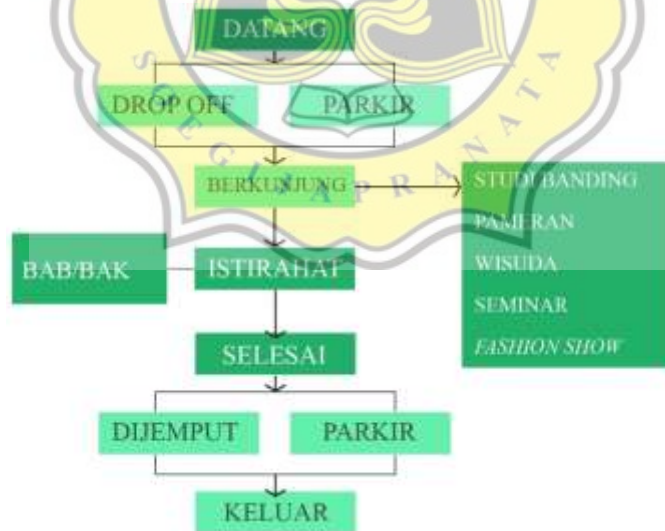 DATANG
DROP OFF
PARKIR
BERKUNJUNG
STUDI BANDING
PAMERAN
WISUDA
SEMINAR
FASHION SHOW
BAB/BAK
ISTIRAHAT
SELESAI
DIJEMPUT
PARKIR
KELUAR
SOEGIJAPRANATA